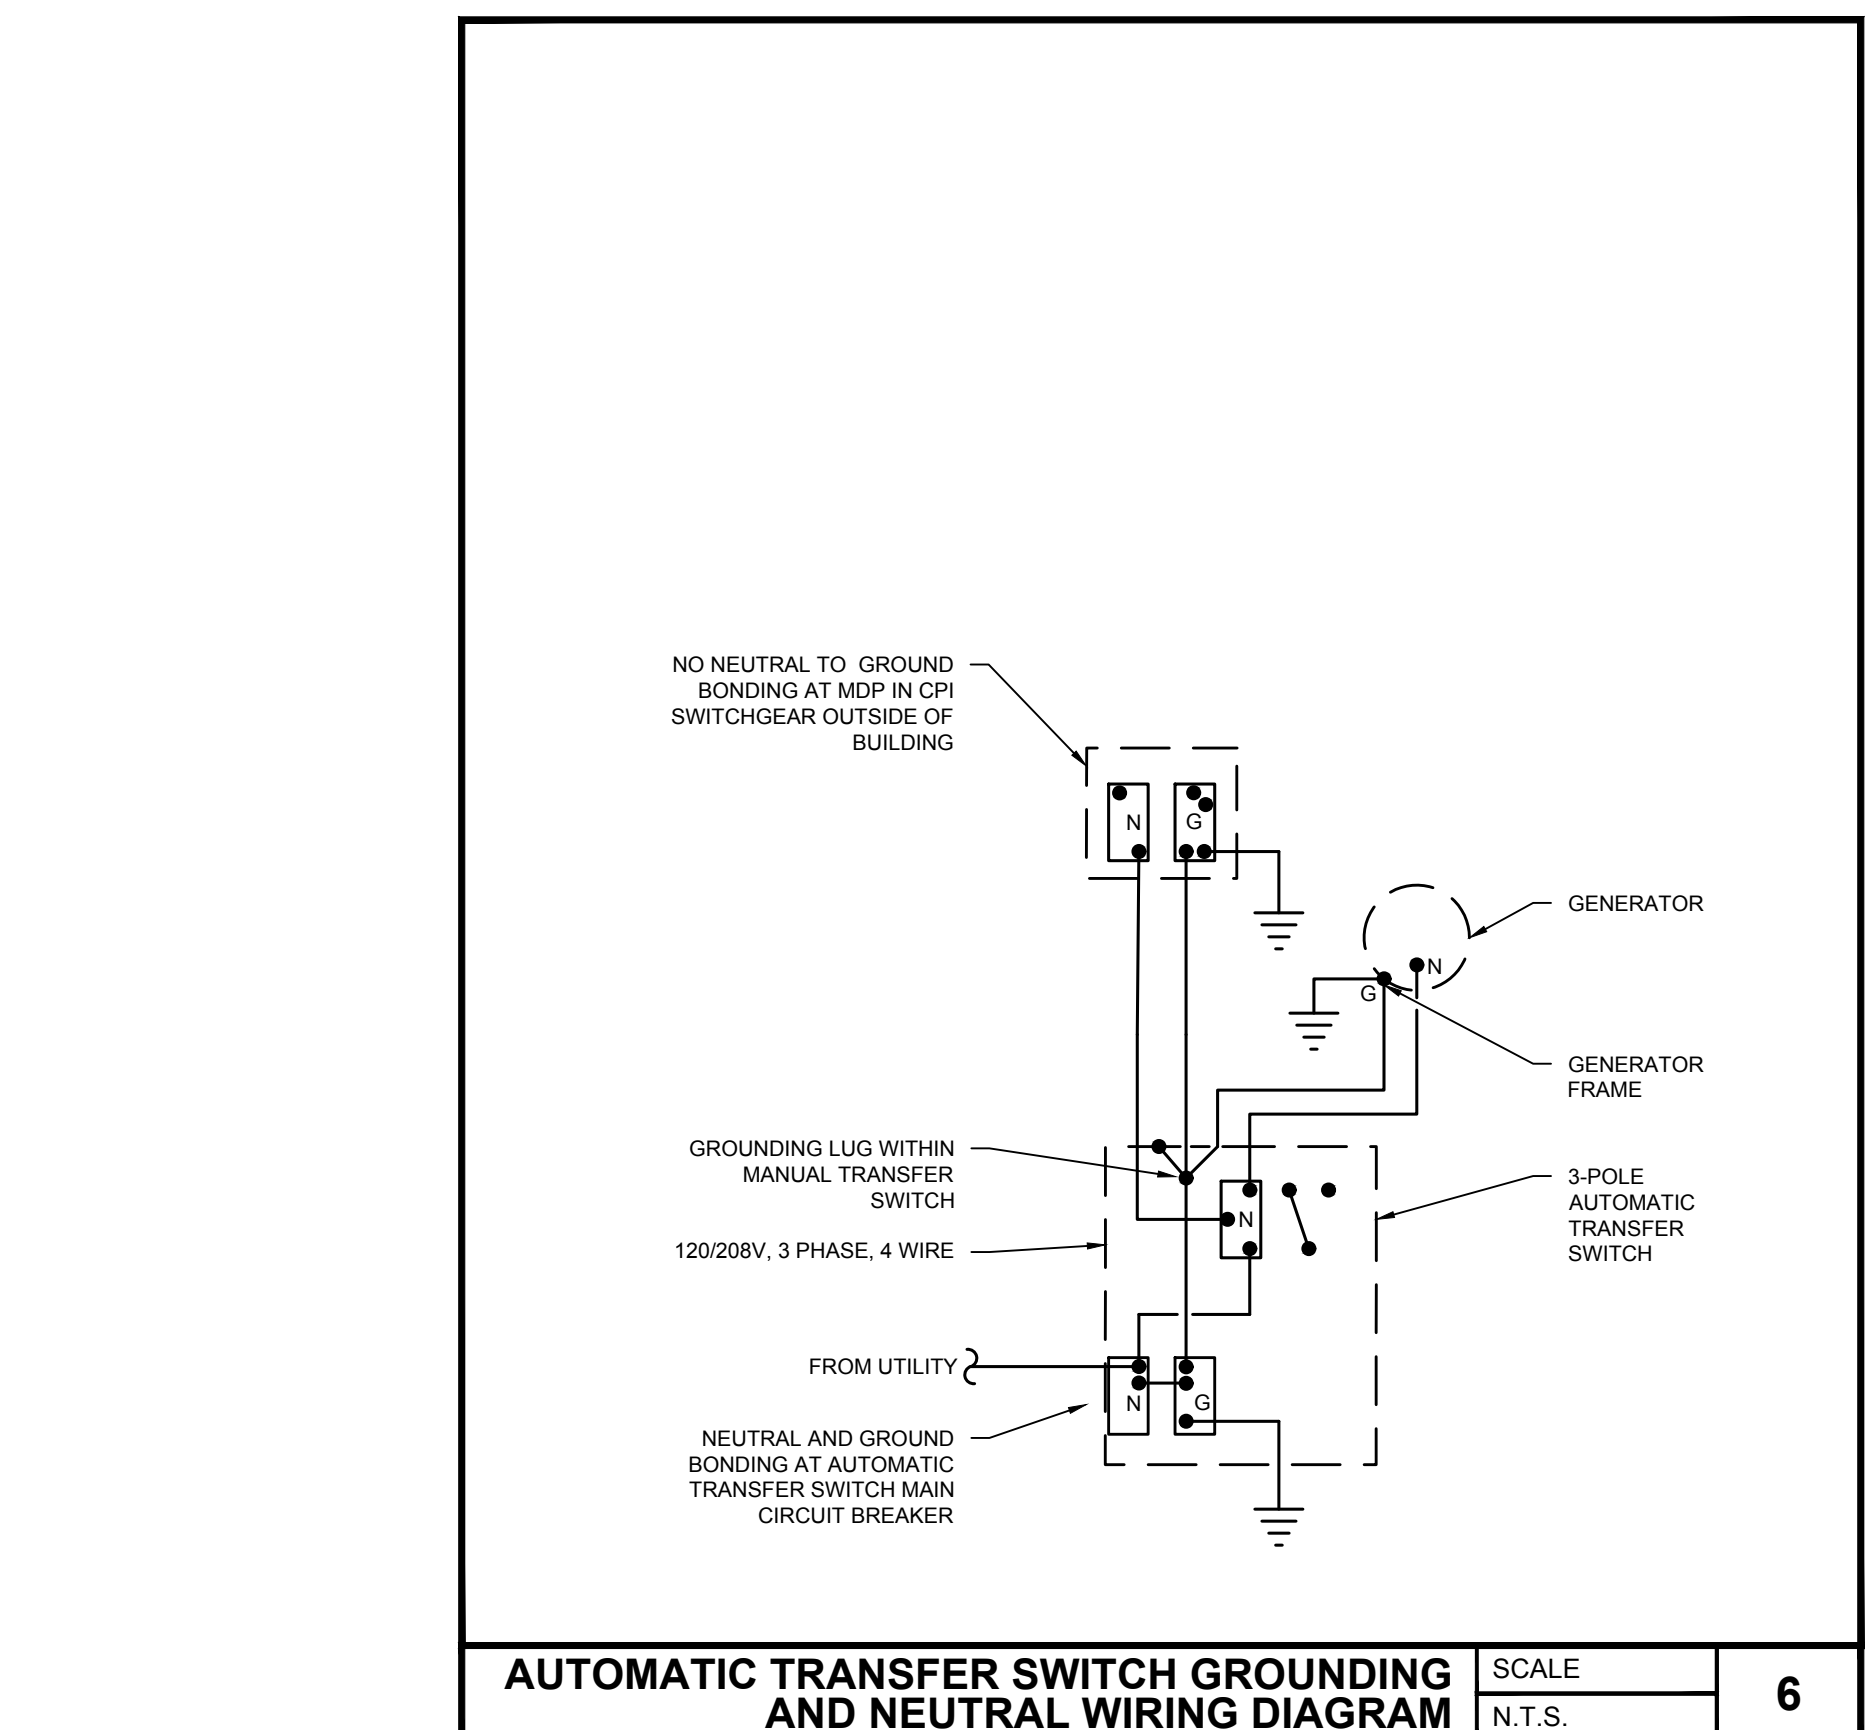 NO NEUTRAL TO GROUND
BONDING AT MDP IN CPI
SWITCHGEAR OUTSIDE OF
BUILDING
N
G
GENERATOR
N
G
GENERATOR
FRAME
GROUNDING LUG WITHIN
MANUAL TRANSFER
SWITCH
3-POLE
AUTOMATIC
TRANSFER
SWITCH
N
120/208V, 3 PHASE, 4 WIRE
FROM UTILITY
N
G
NEUTRAL AND GROUND
BONDING AT AUTOMATIC
TRANSFER SWITCH MAIN
CIRCUIT BREAKER
AUTOMATIC TRANSFER SWITCH GROUNDING
AND NEUTRAL WIRING DIAGRAM
SCALE
N.T.S.
6